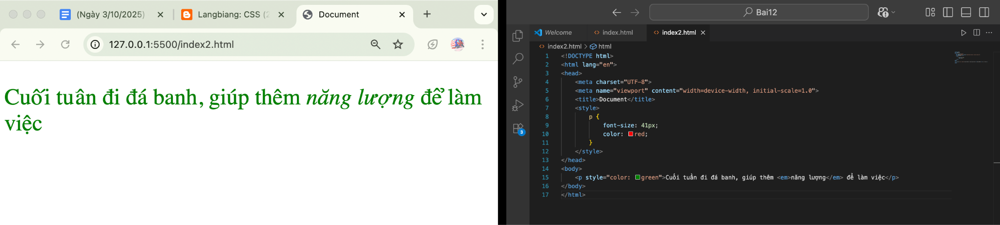 (Ngày 3/10/2025)
Langbiang: CSS (2
Document
127.0.0.1:5500/index2.html
Cuối tuần đi đá banh, giúp thêm năng lượng để làm
việc
Bai12
Welcome
index.html
index2.html
index2.html > html
1 <!DOCTYPE html>
2 <html lang="en">
3 <head>
4 <meta charset="UTF-8">
5 <meta name="viewport" content="width=device-width, initial-scale=1.0">
6 <title>Document</title>
7 <style>
8 p {
9 font-size: 41px;
10 color: red;
11 }
12 </style>
13 </head>
14 <body>
15 <p style="color: green">Cuối tuần đi đá banh, giúp thêm <em>năng lượng</em> để làm việc</p>
16 </body>
17 </html>
3